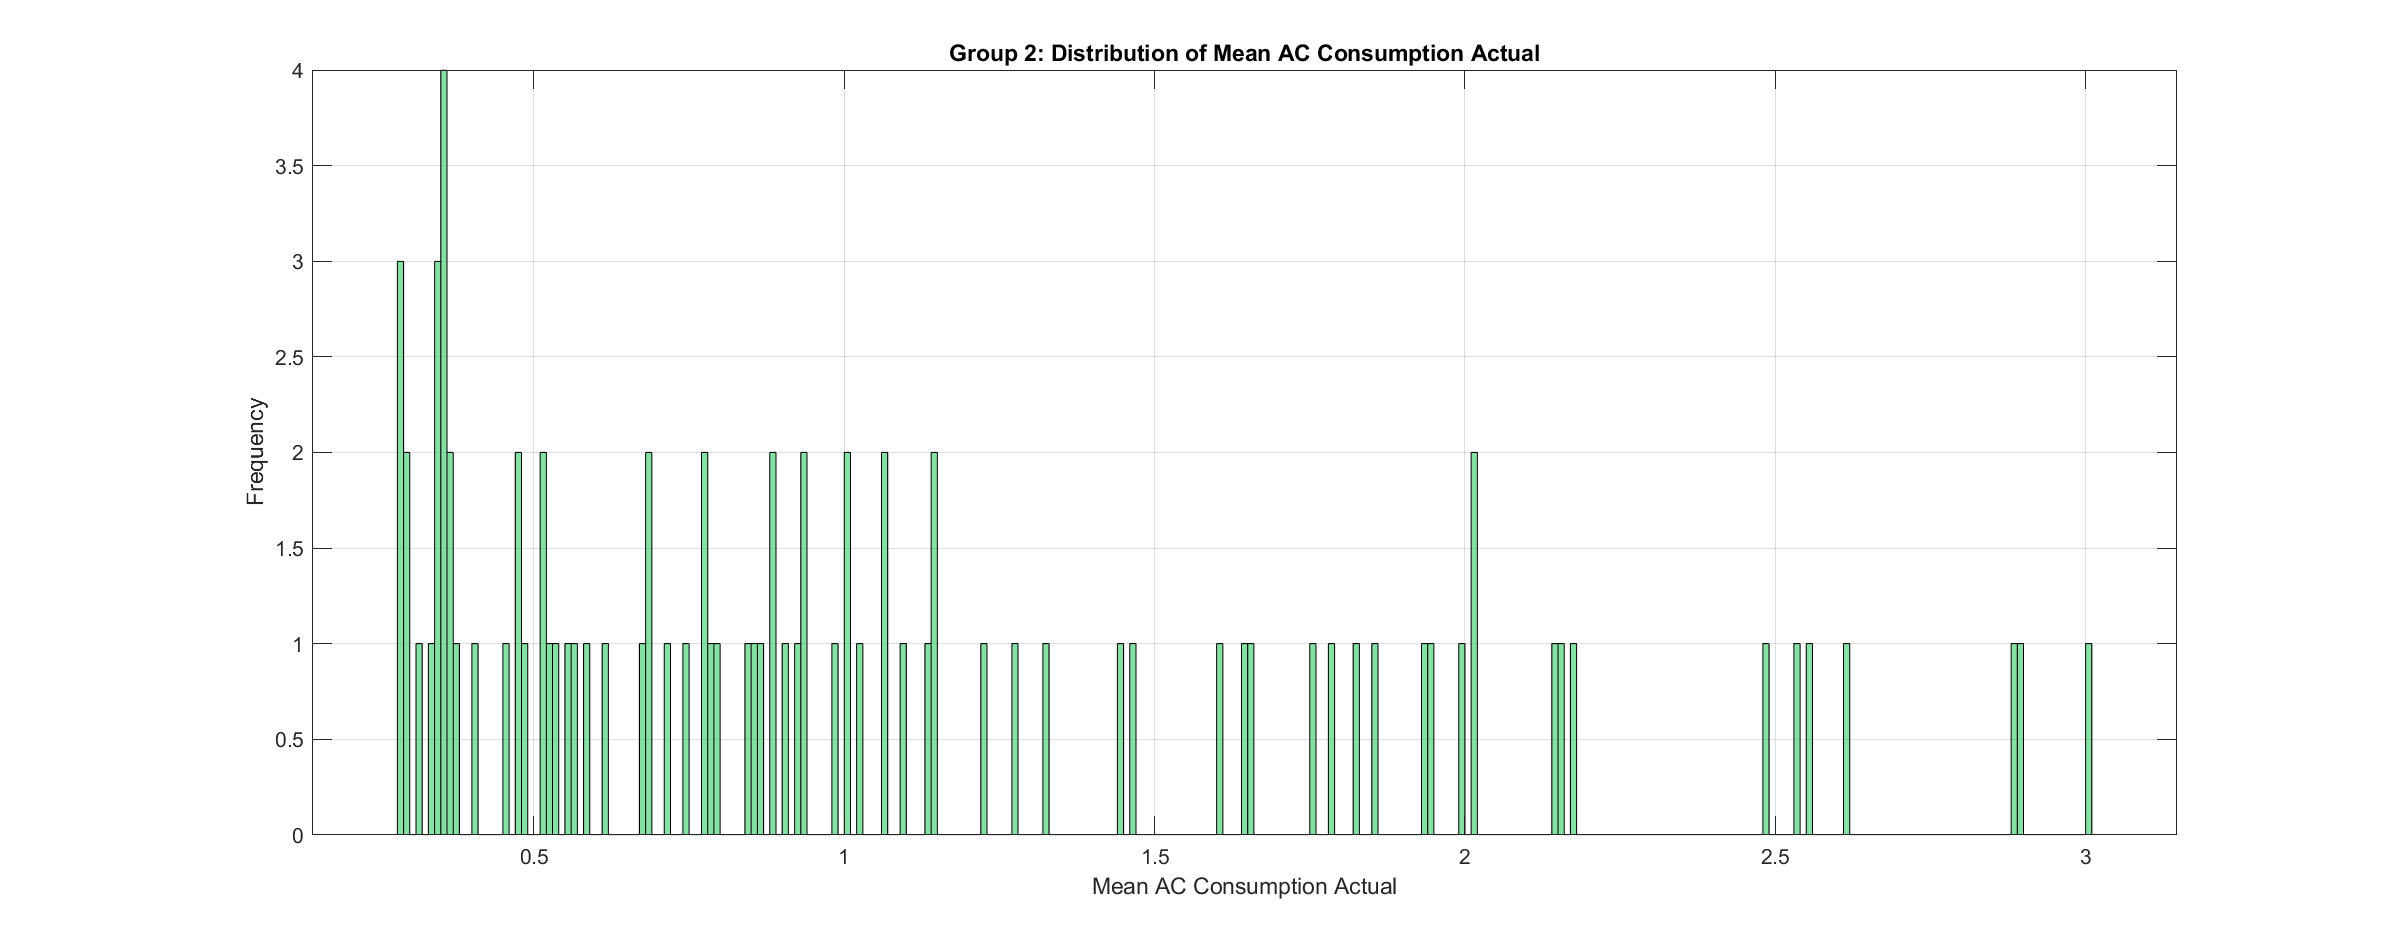 Group 2: Distribution of Mean AC Consumption Actual
4
3.5
3
2.5
2
1.5
1
0.5
0
Frequency
0.5 1 1.5 2 2.5 3
Mean AC Consumption Actual